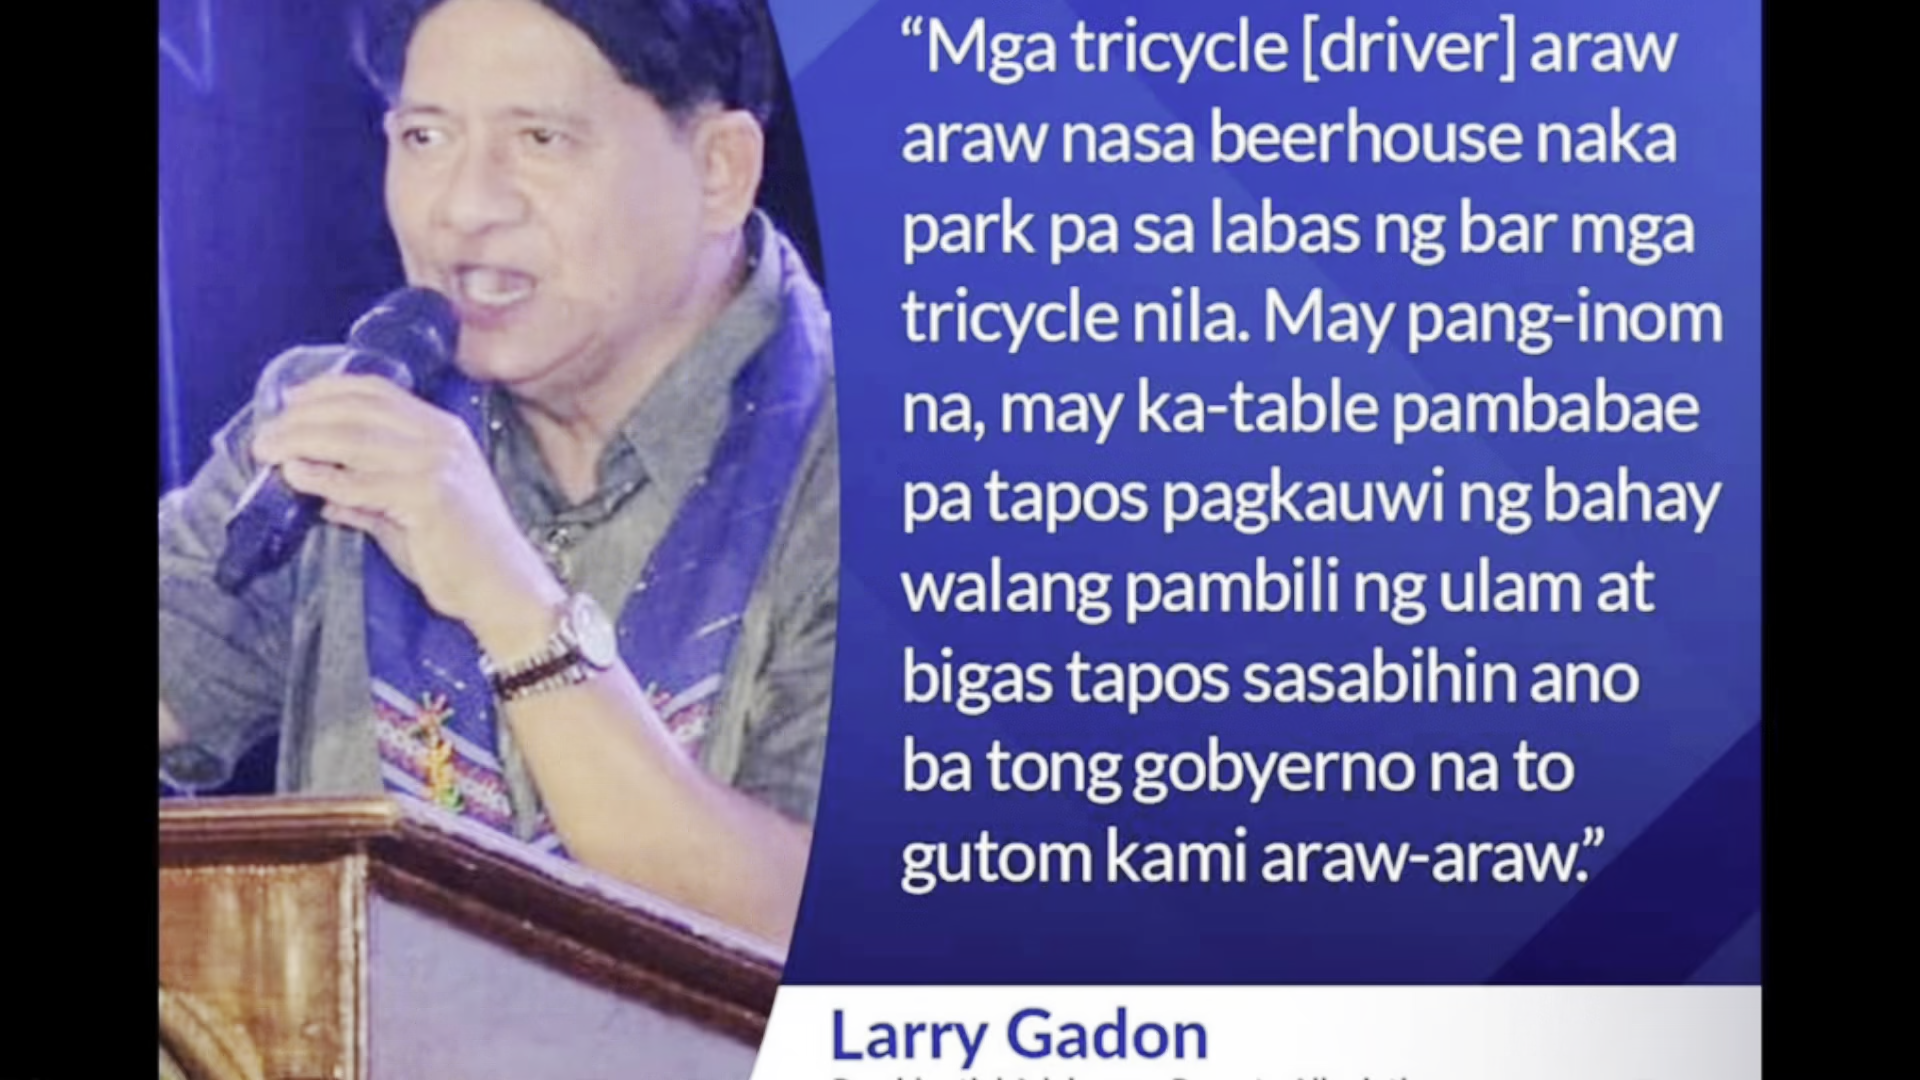 “Mga tricycle [driver] araw
araw nasa beerhouse naka
park pa sa labas ng bar mga
tricycle nila. May pang-inom
na, may ka-table pambabae
pa tapos pagkauwi ng bahay
walang pambili ng ulam at
bigas tapos sasabihin ano
ba tong gobyerno na to
gutom kami araw-araw.”
Larry Gadon